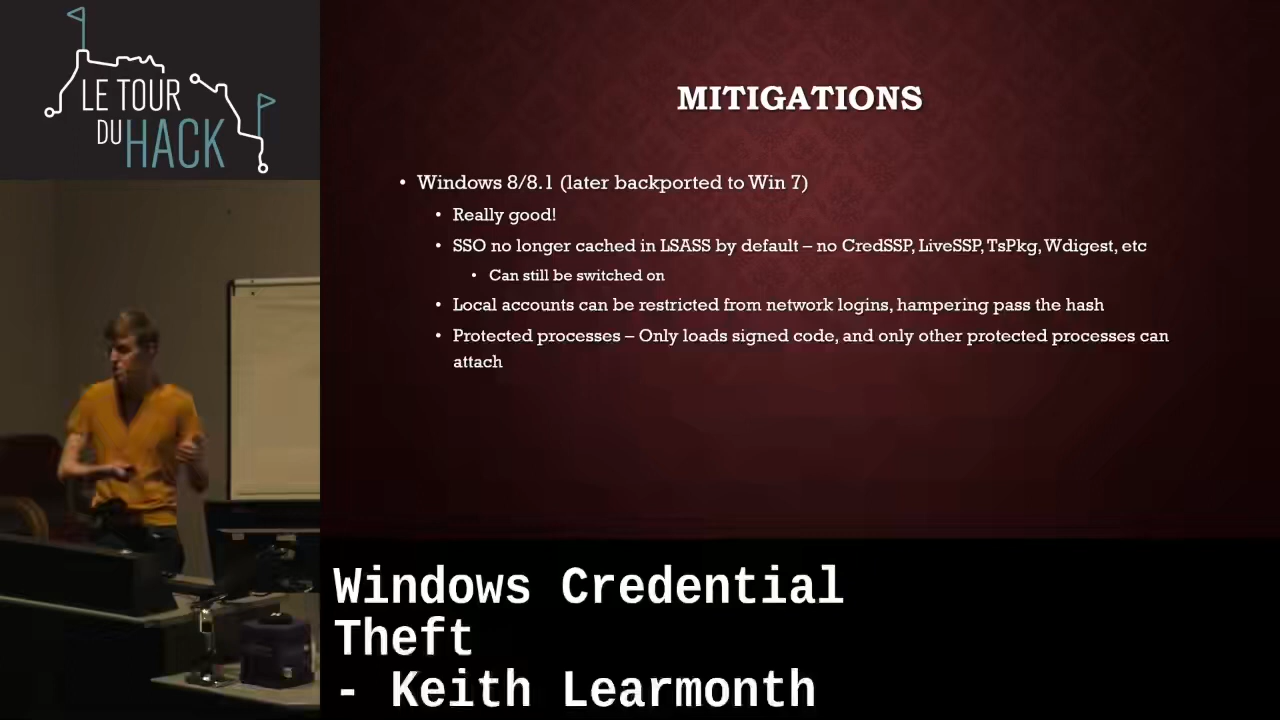 LE TOUR
DU HACK
MITIGATIONS
• Windows 8/8.1 (later backported to Win 7)
• Really good!
• SSO no longer cached in LSASS by default – no CredSSP, LiveSSP, TsPkg, Wdigest, etc
• Can still be switched on
• Local accounts can be restricted from network logins, hampering pass the hash
• Protected processes – Only loads signed code, and only other protected processes can
attach
Windows Credential
Theft
- Keith Learmonth